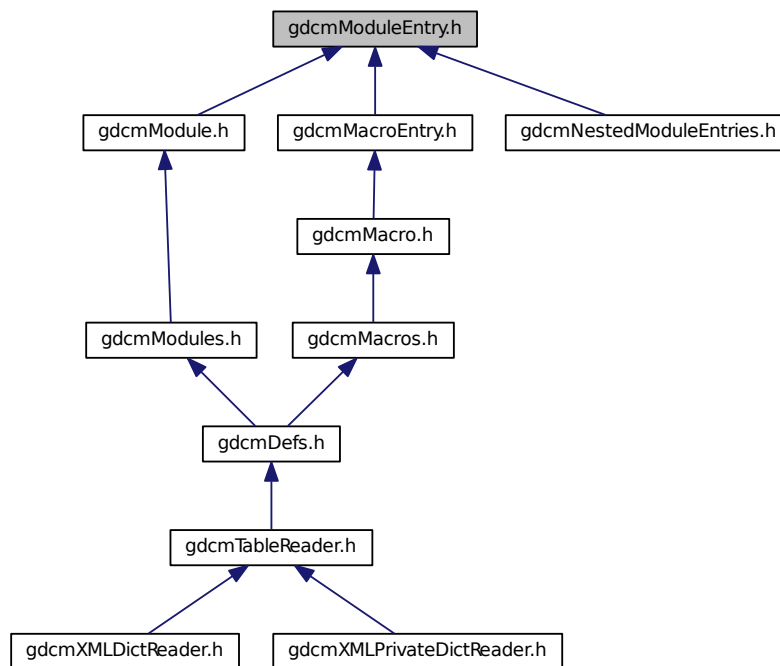 gdcmModuleEntry.h
gdcmModule.h
gdcmMacroEntry.h
gdcmNestedModuleEntries.h
gdcmMacro.h
gdcmModules.h
gdcmMacros.h
gdcmDefs.h
gdcmTableReader.h
gdcmXMLDictReader.h
gdcmXMLPrivateDictReader.h